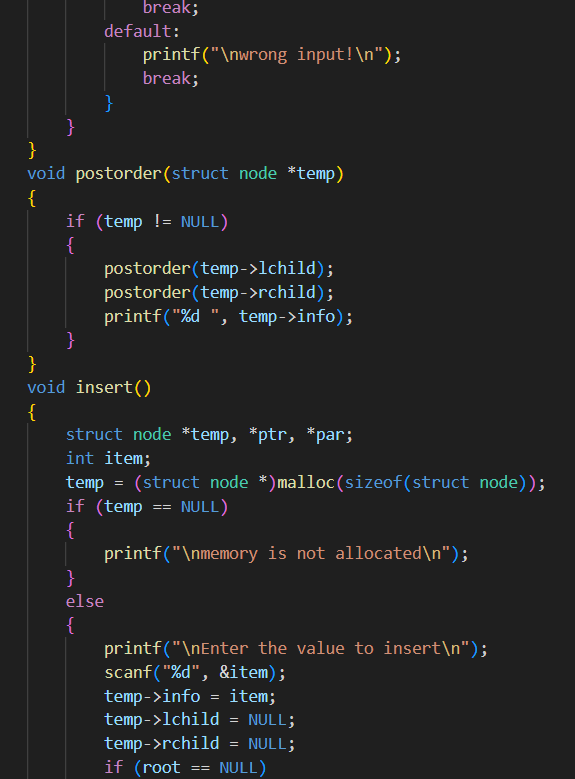 break;
        default:
            printf("\nwrong input!\n");
            break;
        }
    }
}
void postorder(struct node *temp)
{
    if (temp != NULL)
    {
        postorder(temp->lchild);
        postorder(temp->rchild);
        printf("%d ", temp->info);
    }
}
void insert()
{
    struct node *temp, *ptr, *par;
    int item;
    temp = (struct node *)malloc(sizeof(struct node));
    if (temp == NULL)
    {
        printf("\nmemory is not allocated\n");
    }
    else
    {
        printf("\nEnter the value to insert\n");
        scanf("%d", &item);
        temp->info = item;
        temp->lchild = NULL;
        temp->rchild = NULL;
        if (root == NULL)